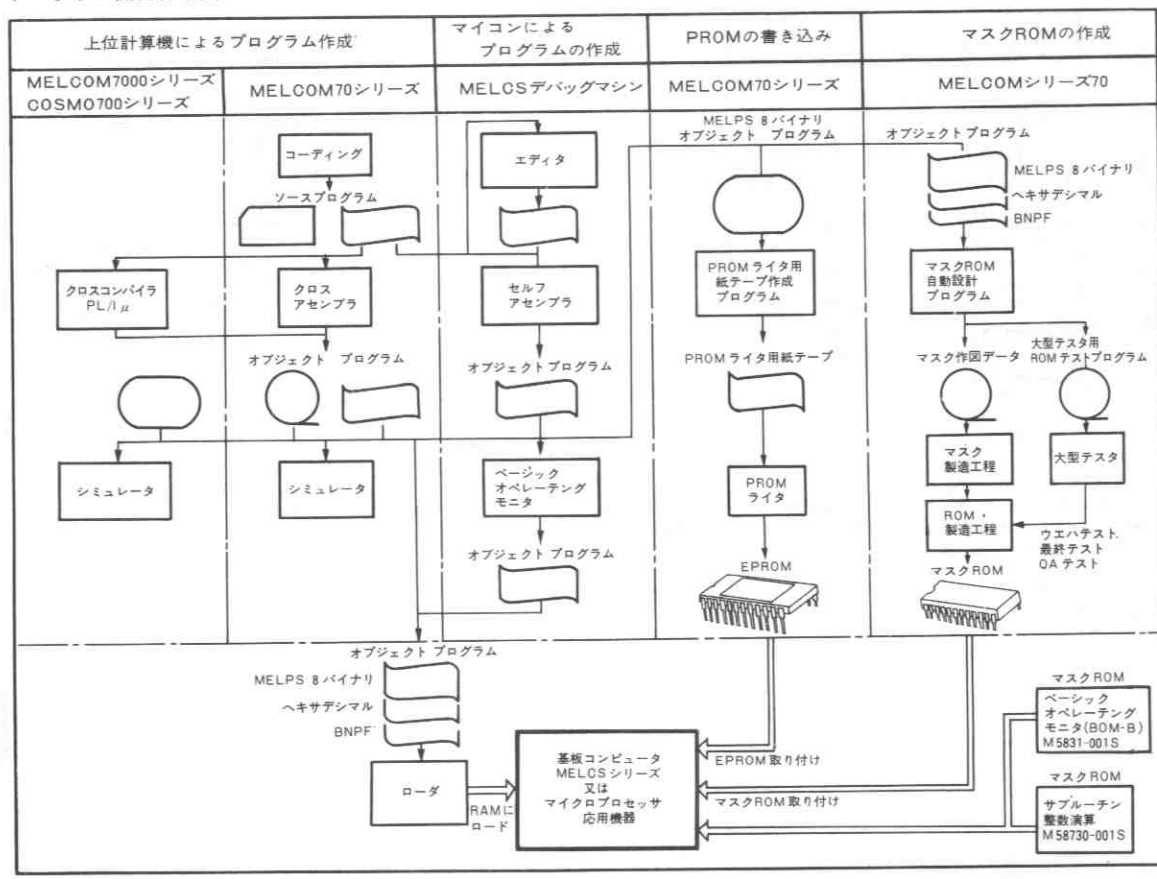 上位計算機によるプログラム作成
マイコンによる
プログラムの作成
PROMの書き込み
マスクROMの作成
MELCOM7000シリーズ
COSMO700シリーズ
MELCOM70シリーズ
MELCSデバッグマシン
MELCOM70シリーズ
MELCOMシリーズ70
コーディング
ソースプログラム
クロスコンパイラ
PL/Iμ
クロス
アセンブラ
オブジェクト プログラム
シミュレータ
シミュレータ
エディタ
セルフ
アセンブラ
オブジェクトプログラム
ベーシック
オペレーテング
モニタ
オブジェクト プログラム
MELPS 8 バイナリ
オブジェクト プログラム
PROMライタ用
紙テープ作成
プログラム
PROMライタ用紙テープ
PROM
ライタ
EPROM
オブジェクトプログラム
MELPS 8 バイナリ
ヘキサデシマル
BNPF
マスクROM
自動設計
プログラム
マスク作図データ
大型テスタ用
ROMテストプログラム
マスク
製造工程
大型テスタ
ROM・
製造工程
ウエハテスト
最終テスト
QAテスト
マスクROM
オブジェクト プログラム
MELPS 8 バイナリ
ヘキサデシマル
BNPF
ローダ
RAMに
ロード
基板コンピュータ
MELCSシリーズ
又は
マイクロプロセッサ
応用機器
EPROM取り付け
マスクROM取り付け
マスクROM
ベーシック
オペレーテング
モニタ(BOM-B)
M5831-001S
マスクROM
サブルーチン
整数演算
M58730-001S